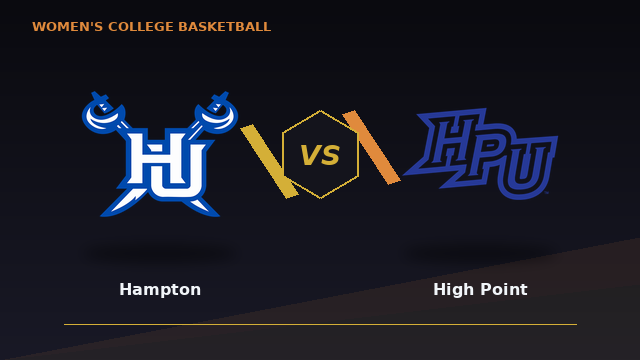 WOMEN'S COLLEGE BASKETBALL
HU
VS
HPU
Hampton
High Point